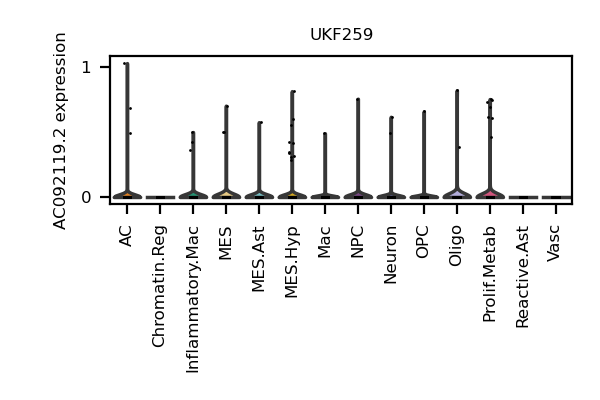 UKF259
AC092119.2 expression
1
0
AC
Chromatin.Reg
Inflammatory.Mac
MES
MES.Ast
MES.Hyp
Mac
NPC
Neuron
OPC
Oligo
Prolif.Metab
Reactive.Ast
Vasc